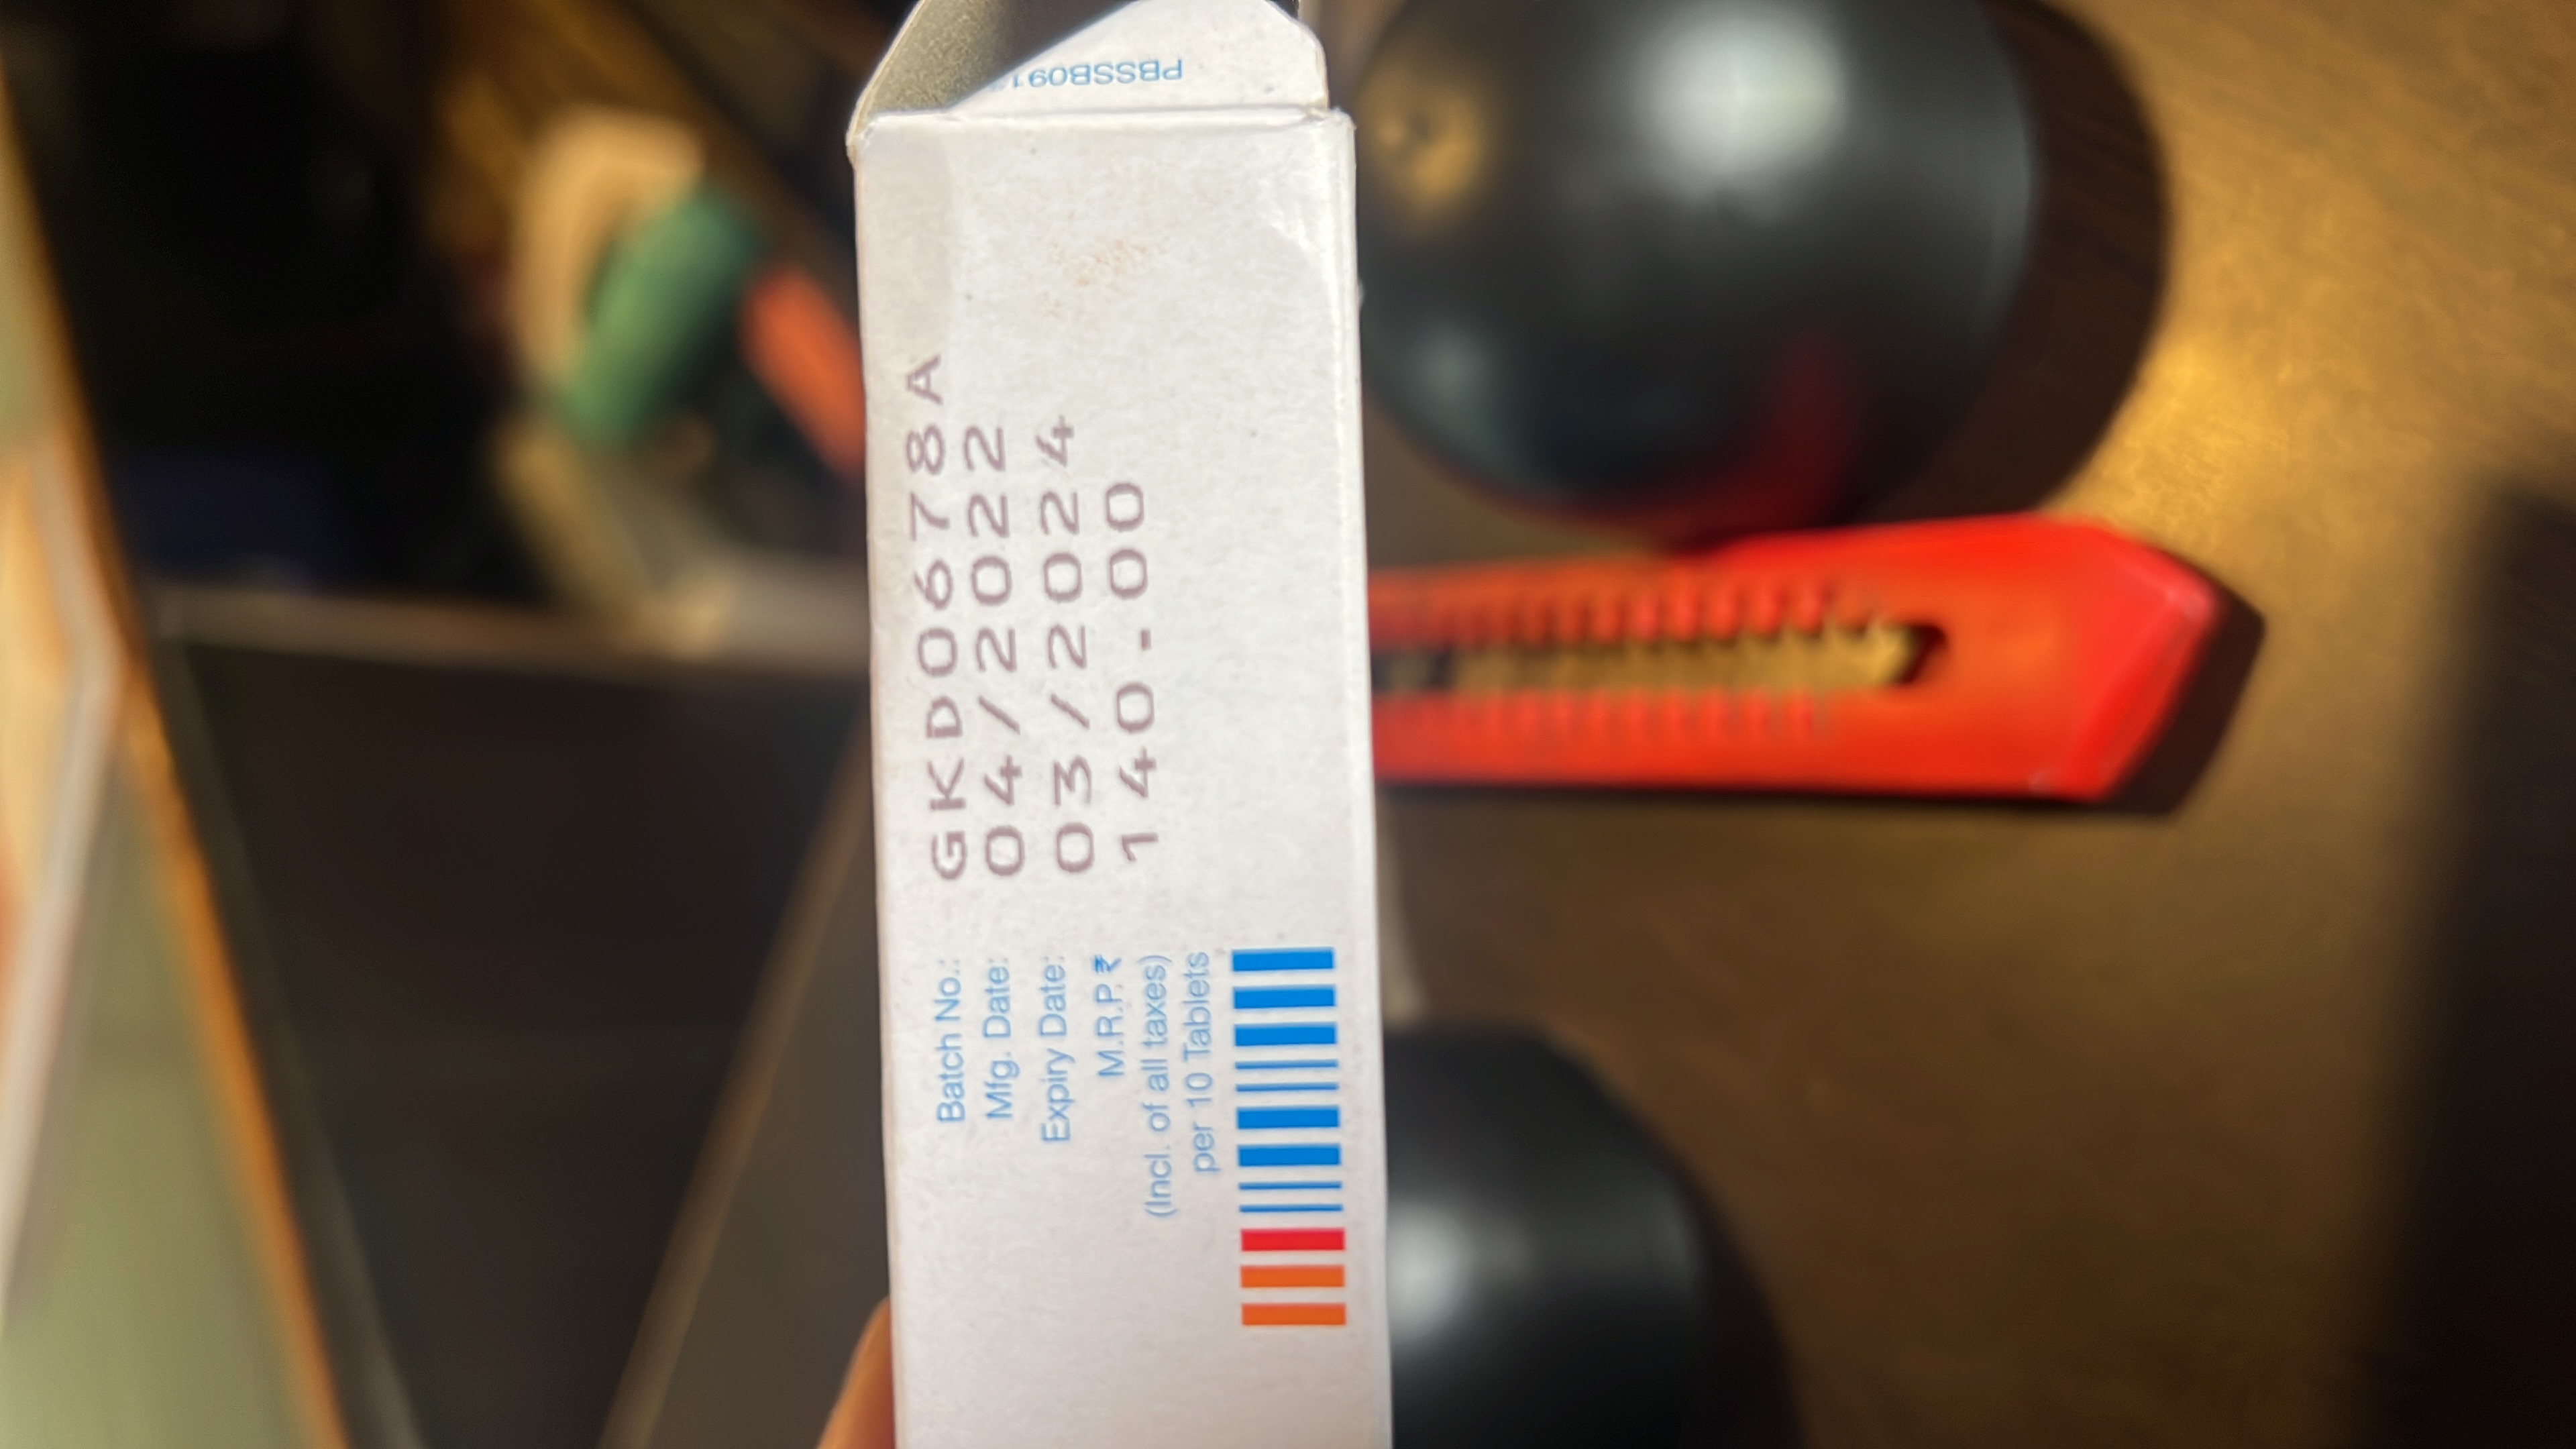 PBSSB091
Batch No.: GKD0678A
Mfg. Date: 04/2022
Expiry Date: 03/2024
M.R.P. ₹ 140.00
(Incl. of all taxes)
per 10 Tablets